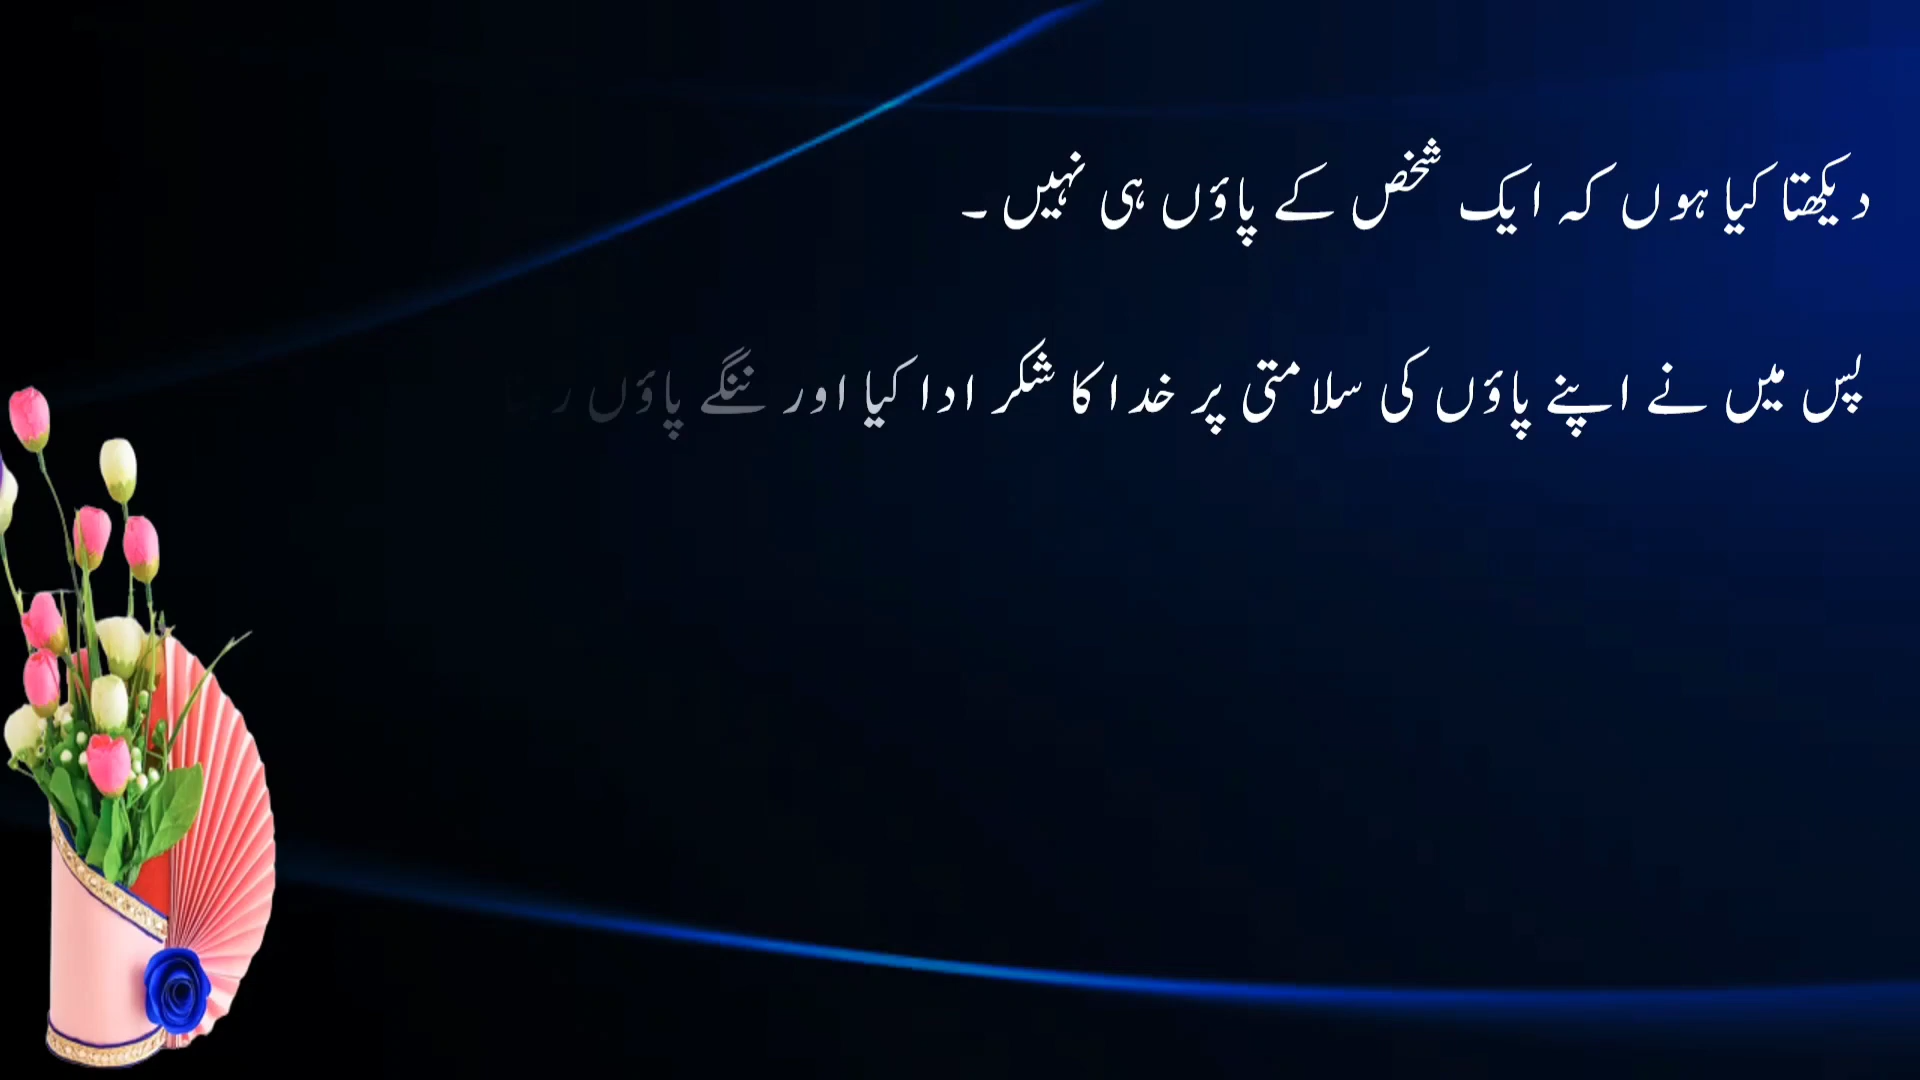 دیکھتا کیا ہوں کہ ایک شخص کے پاؤں ہی نہیں ۔
پس میں نے اپنے پاؤں کی سلامتی پر خدا کا شکر ادا کیا اور ننگے پاؤں